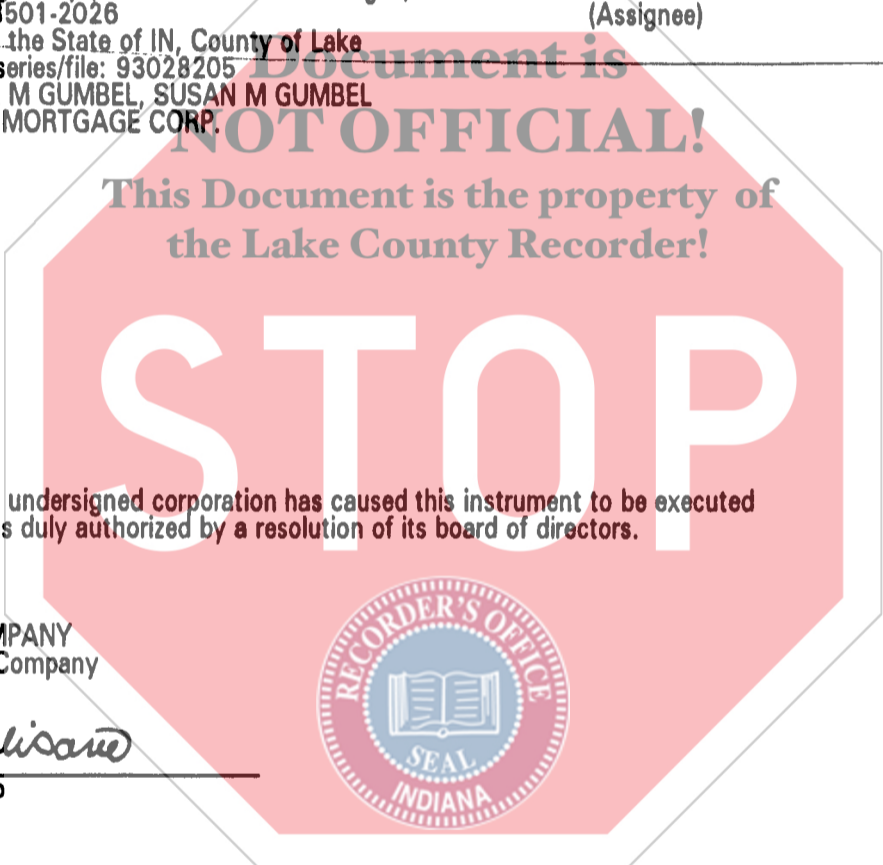 501-2026
(Assignee)
the State of IN, County of Lake
series/file: 93028205
M GUMBEL, SUSAN M GUMBEL
MORTGAGE CORP.
Document is
NOT OFFICIAL!
This Document is the property of
the Lake County Recorder!
STOP
undersigned corporation has caused this instrument to be executed
s duly authorized by a resolution of its board of directors.
MPANY
Company
RECORDER'S OFFICE
SEAL
INDIANA